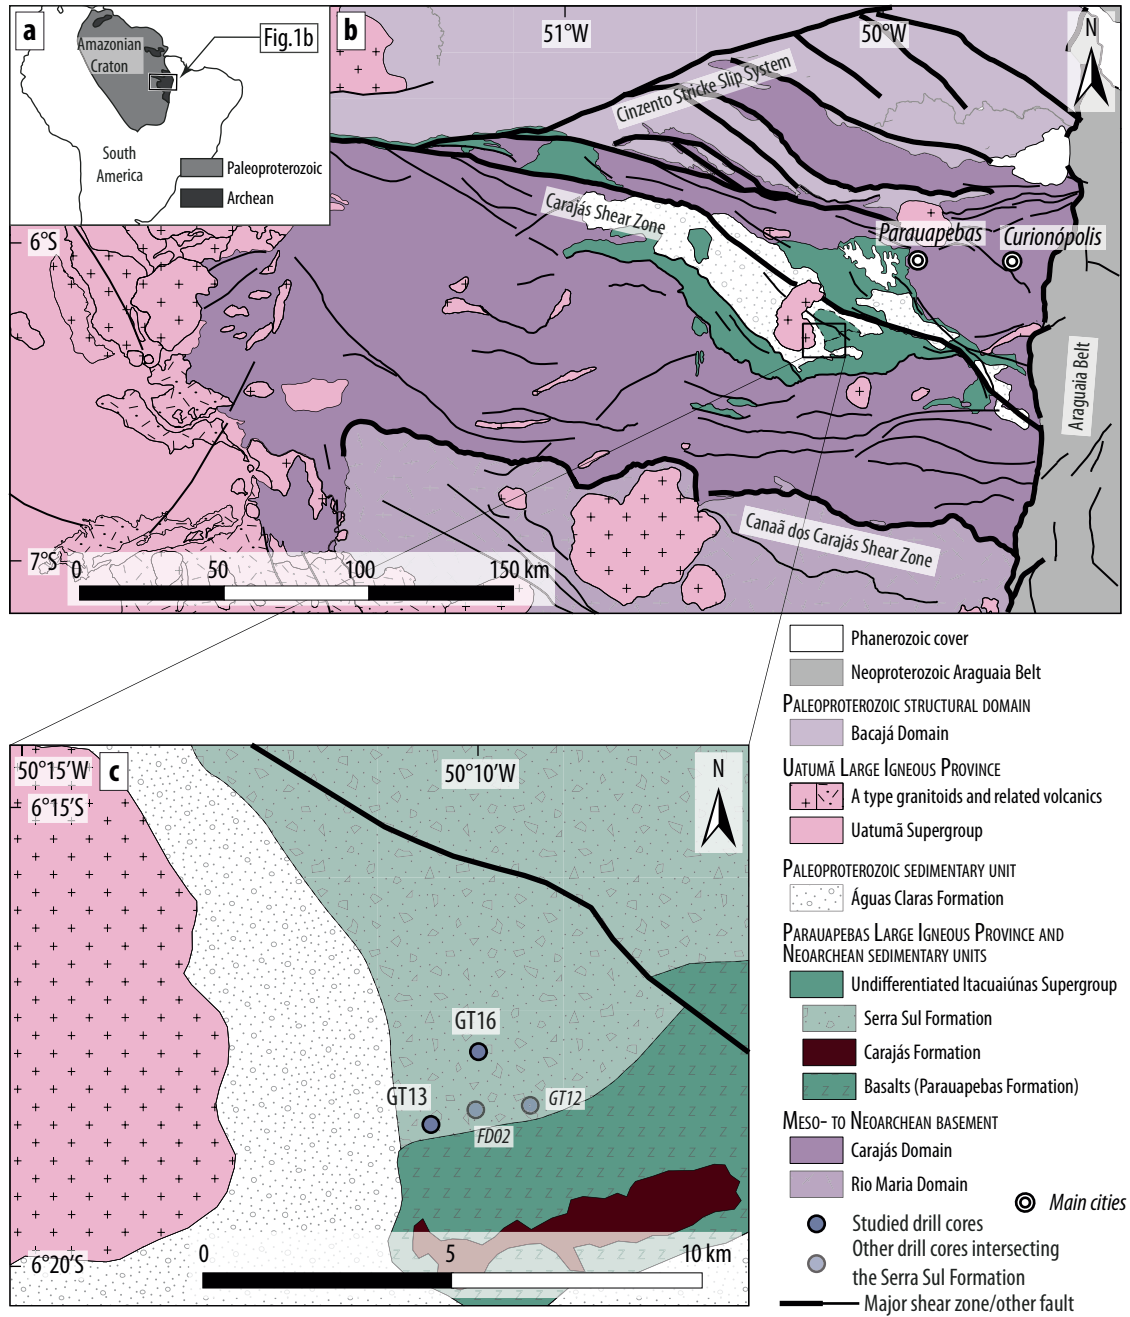 a
Amazonian
Craton
Fig.1b
South
America
Paleoproterozoic
Archean
b
51°W
50°W
N
Cinzento Stricke Slip System
Carajás Shear Zone
Parauapebas
Curionópolis
6°S
Araguaia Belt
Canaã dos Carajás Shear Zone
7°S
0
50
100
150 km
c
50°15'W
50°10'W
N
6°15'S
GT16
GT13
GT12
FD02
6°20'S
0
5
10 km
Phanerozoic cover
Neoproterozoic Araguaia Belt
Paleoproterozoic structural domain
Bacajá Domain
Uatumã Large Igneous Province
A type granitoids and related volcanics
Uatumã Supergroup
Paleoproterozoic sedimentary unit
Águas Claras Formation
Parauapebas Large Igneous Province and
Neoarchean sedimentary units
Undifferentiated Itacuaiúnas Supergroup
Serra Sul Formation
Carajás Formation
Basalts (Parauapebas Formation)
Meso- to Neoarchean basement
Carajás Domain
Rio Maria Domain
Main cities
Studied drill cores
Other drill cores intersecting
the Serra Sul Formation
Major shear zone/other fault